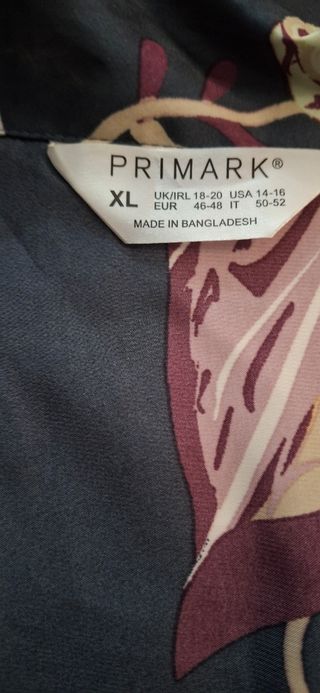 PRIMARK®
XL UK/IRL 18-20 USA 14-16
EUR 46-48 IT 50-52
MADE IN BANGLADESH